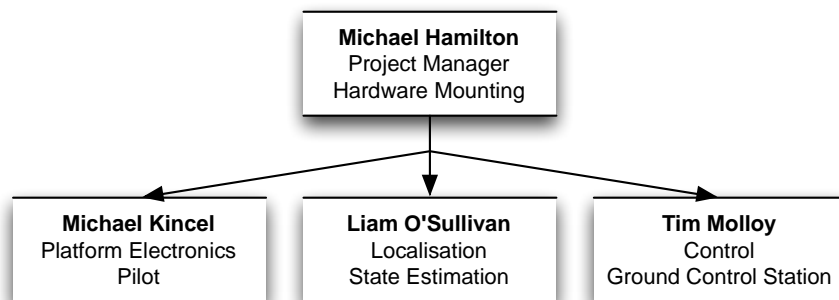 Michael Hamilton
Project Manager
Hardware Mounting
Michael Kincel
Platform Electronics
Pilot
Liam O'Sullivan
Localisation
State Estimation
Tim Molloy
Control
Ground Control Station